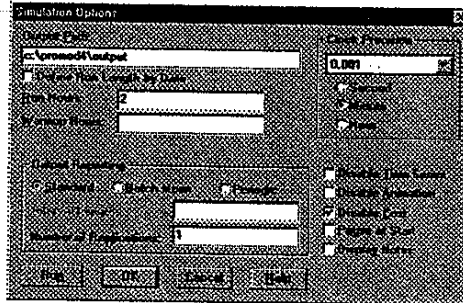 Simulation Options
Output Path:
c:\promod4\output
Define Run Length by Date
Run Hours: 2
Warmup Hours:
Clock Precision
0.001
Second
Minute
Hour
Output Reporting
Standard
Batch Mean
Periodic
Number of Replications: 1
Disable Time Series
Disable Animation
Disable Cost
Pause at Start
Display Notes
Run
OK
Cancel
Help